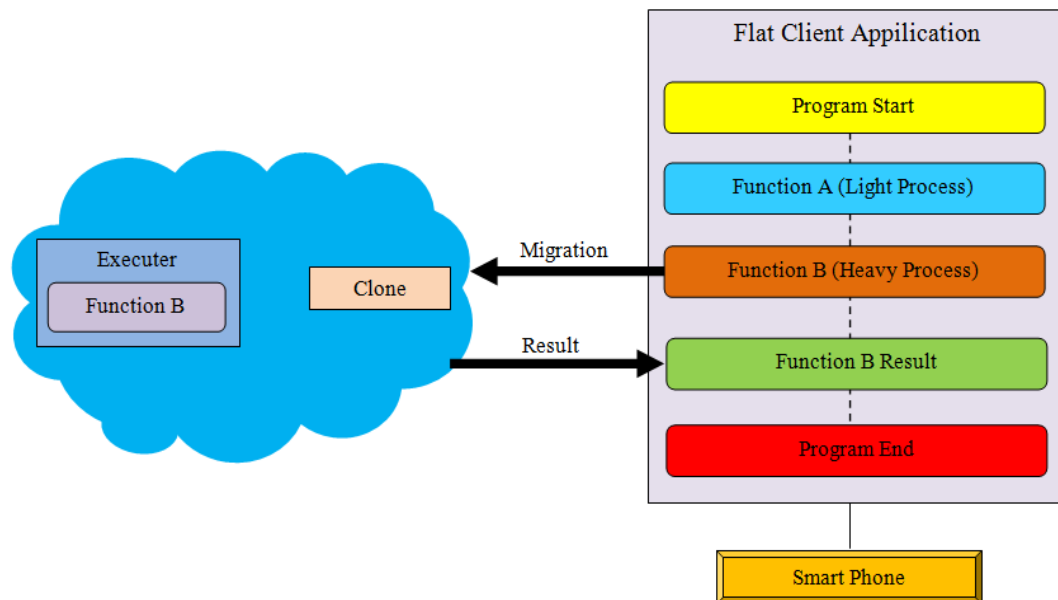 Flat Client Appilication
Program Start
Function A (Light Process)
Migration
Function B (Heavy Process)
Executer
Function B
Clone
Result
Function B Result
Program End
Smart Phone